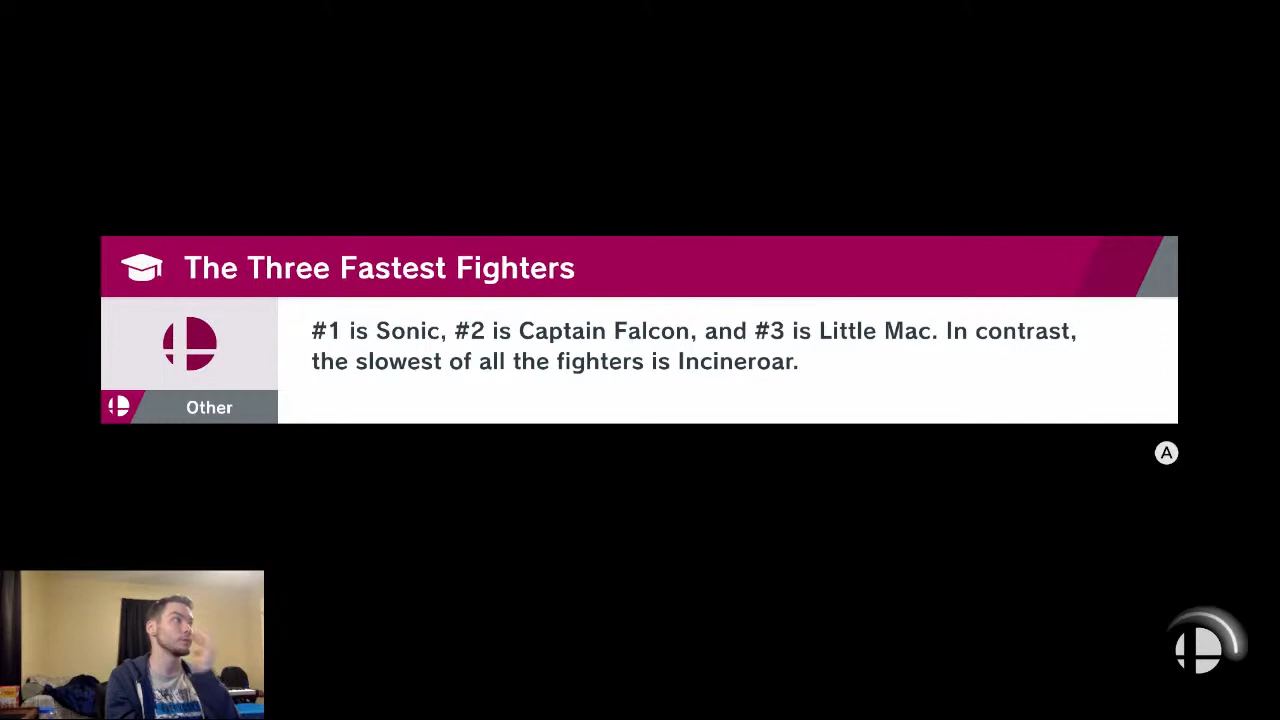 The Three Fastest Fighters
#1 is Sonic, #2 is Captain Falcon, and #3 is Little Mac. In contrast,
the slowest of all the fighters is Incineroar.
Other
A